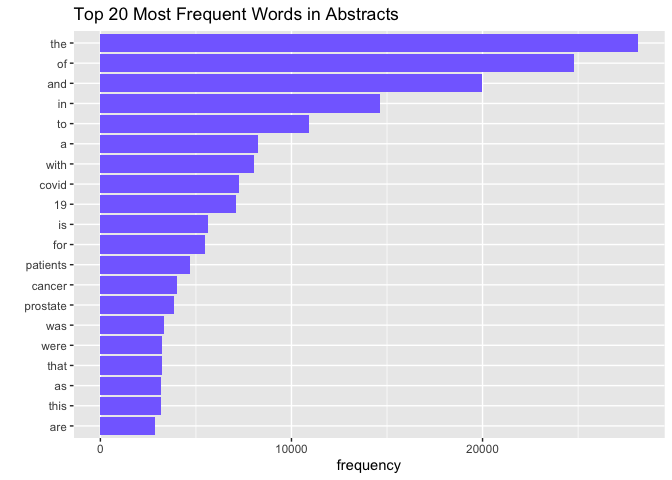 Top 20 Most Frequent Words in Abstracts
the
of
and
in
to
a
with
covid
19
is
for
patients
cancer
prostate
was
were
that
as
this
are
0 10000 20000
frequency